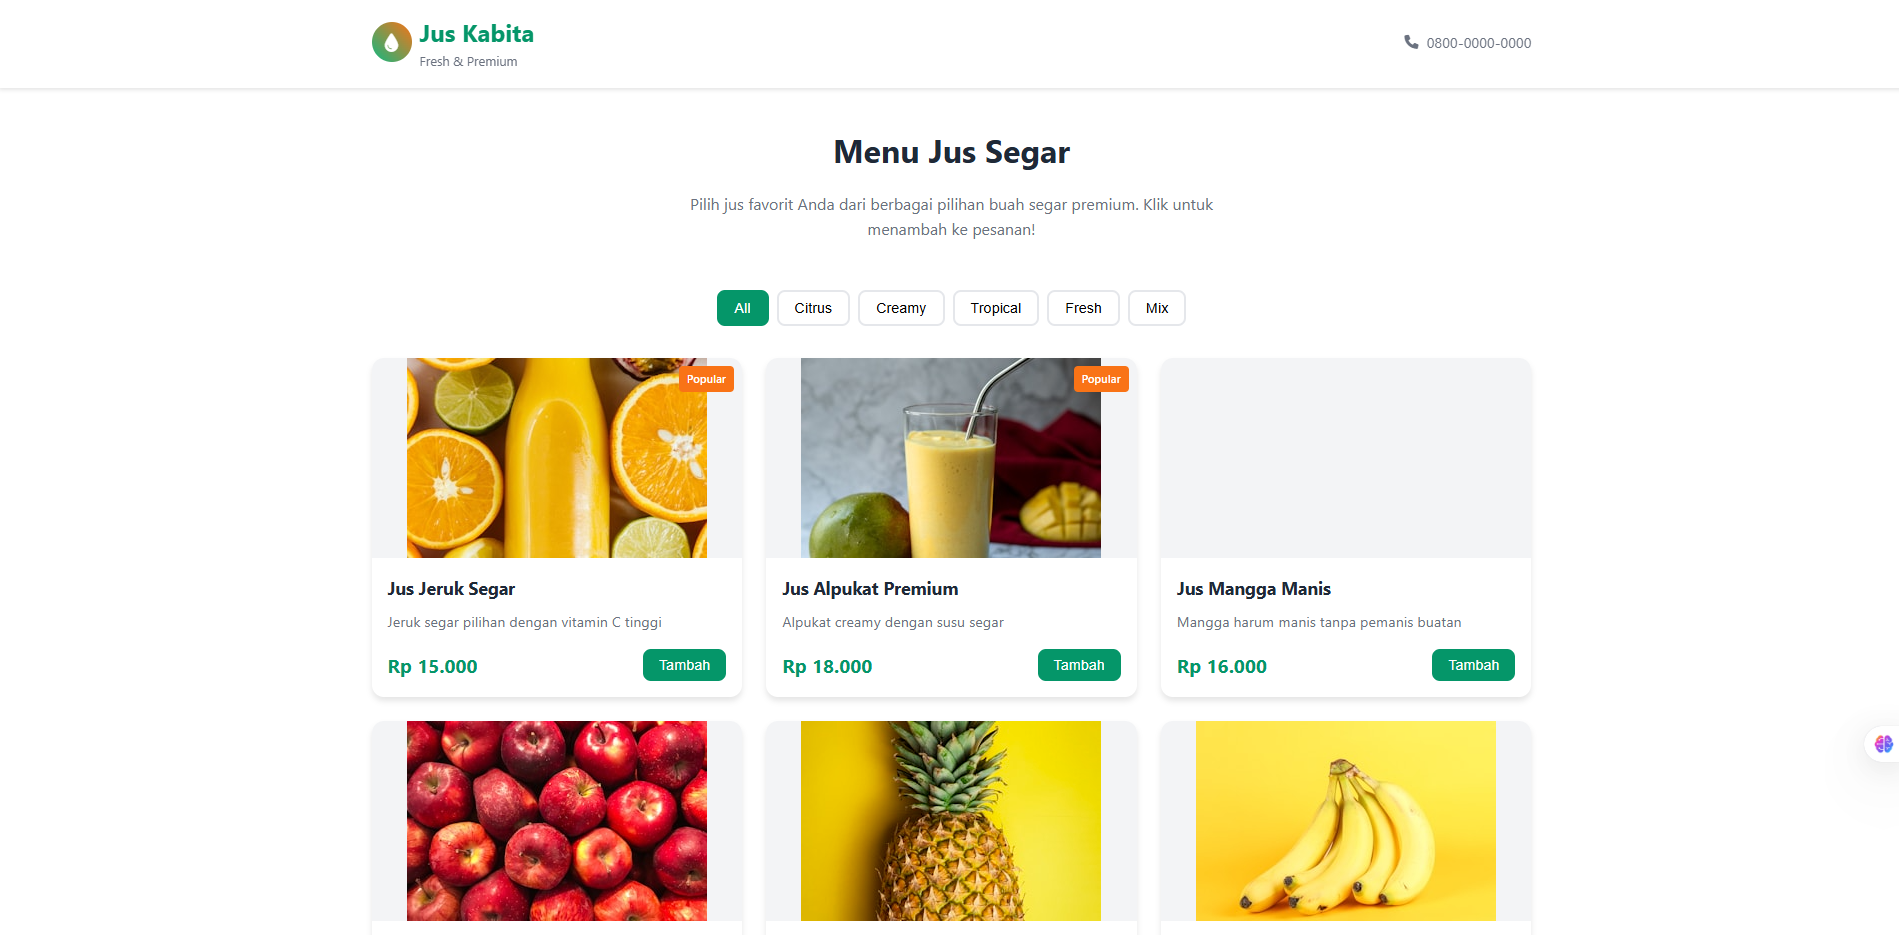 Jus Kabita
Fresh & Premium
0800-0000-0000
Menu Jus Segar
Pilih jus favorit Anda dari berbagai pilihan buah segar premium. Klik untuk
menambah ke pesanan!
All
Citrus
Creamy
Tropical
Fresh
Mix
Popular
Popular
Jus Jeruk Segar
Jeruk segar pilihan dengan vitamin C tinggi
Rp 15.000
Tambah
Jus Alpukat Premium
Alpukat creamy dengan susu segar
Rp 18.000
Tambah
Jus Mangga Manis
Mangga harum manis tanpa pemanis buatan
Rp 16.000
Tambah